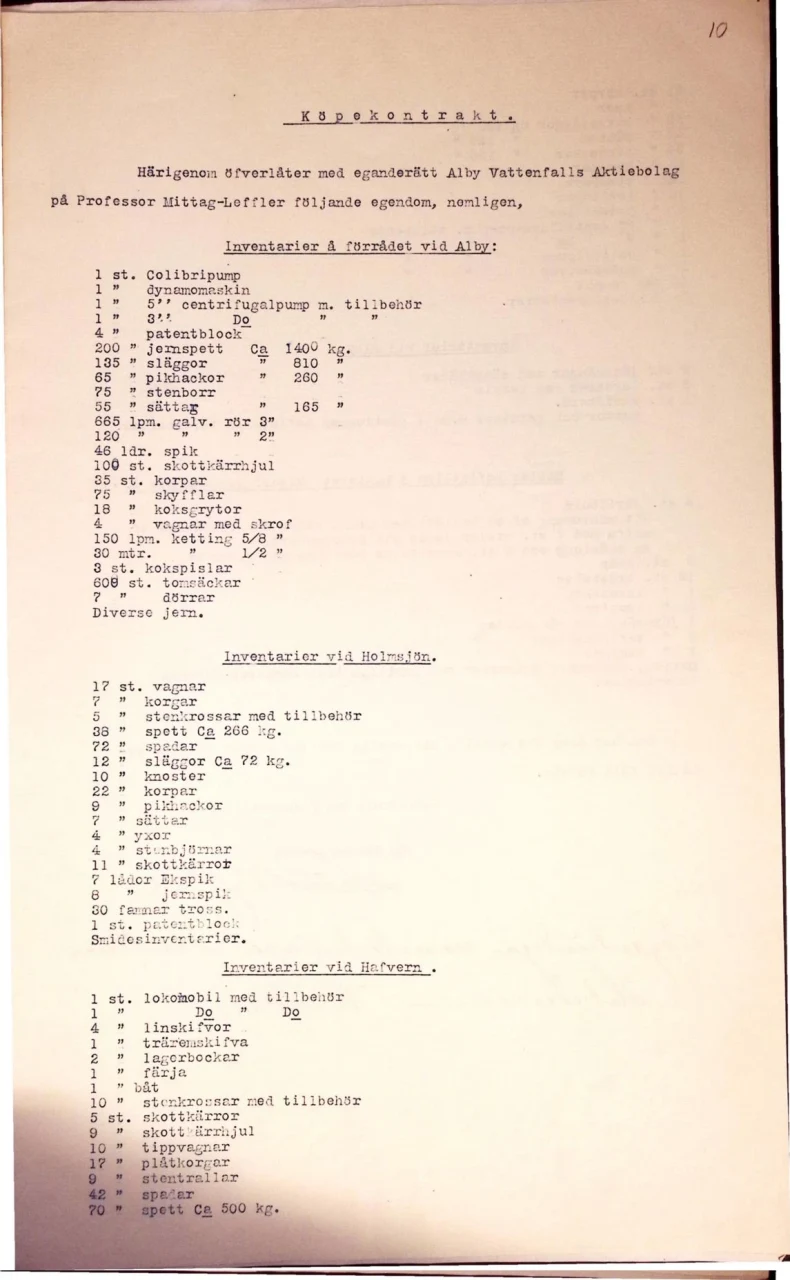 10
Köpekontrakt.
Härigenom öfverlåter med eganderätt Alby Vattenfalls Aktiebolag
på Professor Mittag-Leffler följande egendom, nemligen,
Inventarier å förrådet vid Alby:
1 st. Colibripump
1 " dynamomaskin
1 " 5'' centrifugalpump m. tillbehör
1 " 3'' Do " "
4 " patentblock
200 " jernspett Ca 1400 kg.
135 " släggor " 810 "
65 " pikhackor " 260 "
75 " stenborr
55 " sättar " 165 "
665 lpm. galv. rör 3"
120 " " " 2"
46 ldr. spik
100 st. skottkärrhjul
35 st. korpar
75 " skyfflar
18 " koksgrytor
4 " vagnar med skrof
150 lpm. ketting 5/8 "
30 mtr. " 1/2 "
3 st. kokspislar
600 st. tomsäckar
7 " dörrar
Diverse jern.
Inventarier vid Holmsjön.
17 st. vagnar
7 " korgar
5 " stenkrossar med tillbehör
38 " spett Ca 266 kg.
72 " spadar
12 " släggor Ca 72 kg.
10 " knoster
22 " korpar
9 " pikhackor
7 " sättar
4 " yxor
4 " stenbjörnar
11 " skottkärror
7 lådor Ekspik
8 " jernspik
30 famnar tross.
1 st. patentblock
Smidesinventarier.
Inventarier vid Hafvern .
1 st. lokomobil med tillbehör
1 " Do " Do
4 " linskifvor
1 " träremskifva
2 " lagerbockar
1 " färja
1 " båt
10 " stenkrossar med tillbehör
5 st. skottkärror
9 " skottkärrhjul
10 " tippvagnar
17 " plåtkorgar
9 " stentrallar
42 " spadar
70 " spett Ca 500 kg.